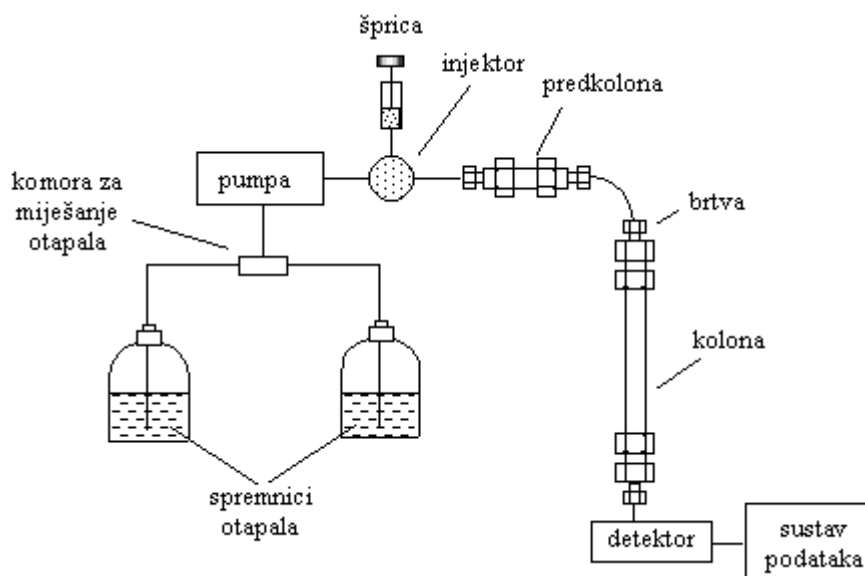 šprica
injektor
predkolona
pumpa
komora za
miješanje
otapala
brtva
kolona
spremnici
otapala
detektor
sustav
podataka